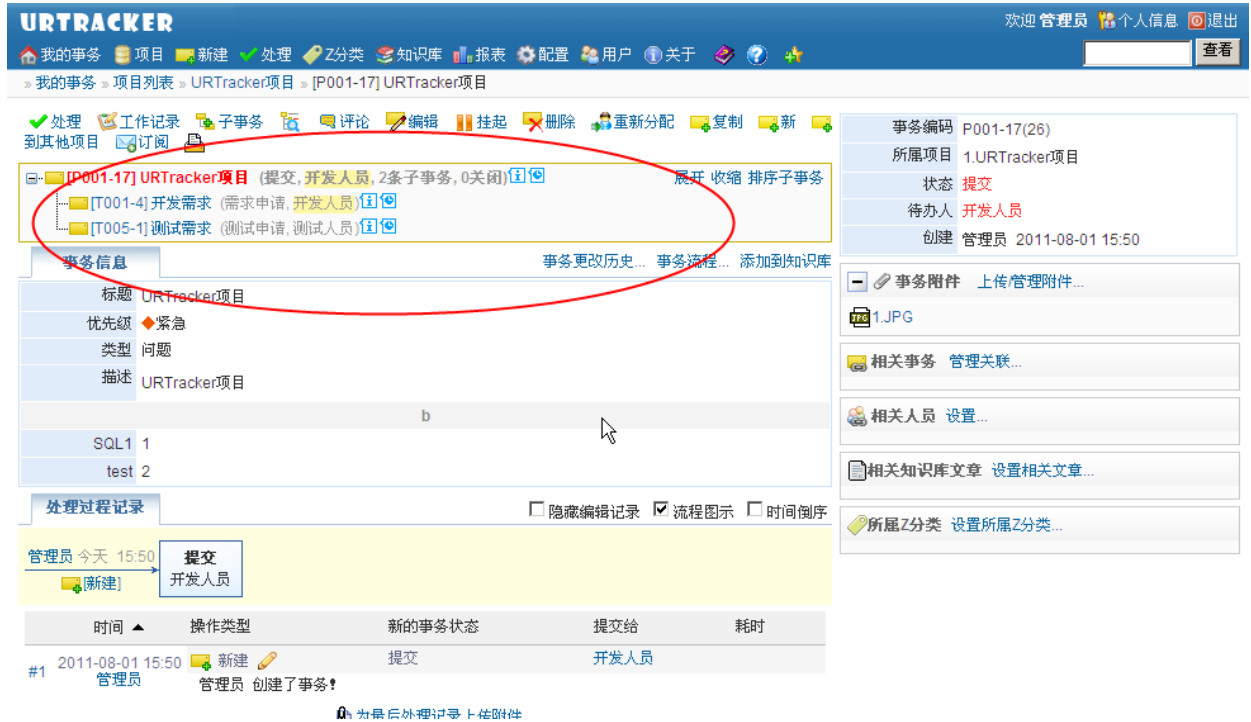 URTRACKER
欢迎 管理员 个人信息 退出
我的事务 项目 新建 处理 Z分类 知识库 报表 配置 用户 关于 查看
» 我的事务 » 项目列表 » URTracker项目 » [P001-17] URTracker项目
处理 工作记录 子事务 评论 编辑 挂起 删除 重新分配 复制 新
到其他项目 订阅
[P001-17] URTracker项目 (提交, 开发人员, 2条子事务, 0关闭) 展开 收缩 排序子事务
[T001-4] 开发需求 (需求申请, 开发人员)
[T005-1] 测试需求 (测试申请, 测试人员)
事务信息 事务更改历史... 事务流程... 添加到知识库
标题 URTracker项目
优先级 紧急
类型 问题
描述 URTracker项目
b
SQL1 1
test 2
处理过程记录 隐藏编辑记录 流程图示 时间倒序
管理员 今天 15:50 提交
[新建] 开发人员
时间 ▲ 操作类型 新的事务状态 提交给 耗时
#1 2011-08-01 15:50 新建 提交 开发人员
管理员 管理员 创建了事务!
为最后处理记录上传附件
事务编码 P001-17(26)
所属项目 1.URTracker项目
状态 提交
待办人 开发人员
创建 管理员 2011-08-01 15:50
事务附件 上传/管理附件...
JPG 1.JPG
相关事务 管理关联...
相关人员 设置...
相关知识库文章 设置相关文章...
所属Z分类 设置所属Z分类...